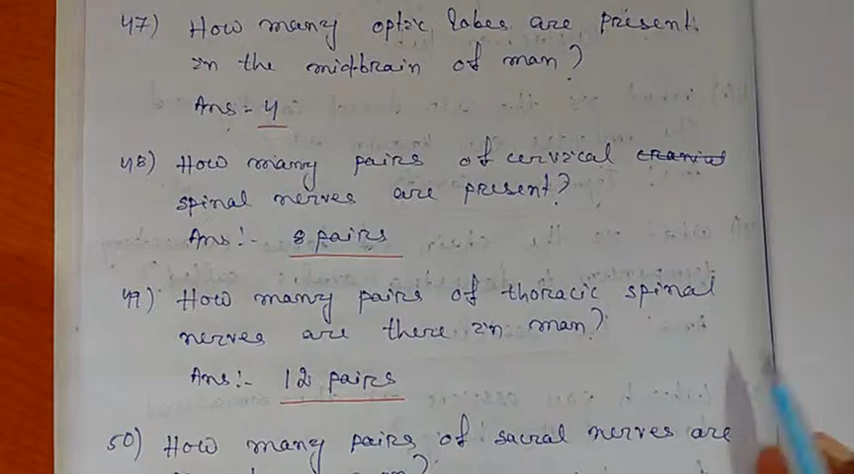 47) How many optic lobes are present
in the midbrain of man?
Ans - 4
48) How many pairs of cervical cranial
spinal nerves are present?
Ans :- 8 pairs
49) How many pairs of thoracic spinal
nerves are there in man?
Ans :- 12 pairs
50) How many pairs of sacral nerves are